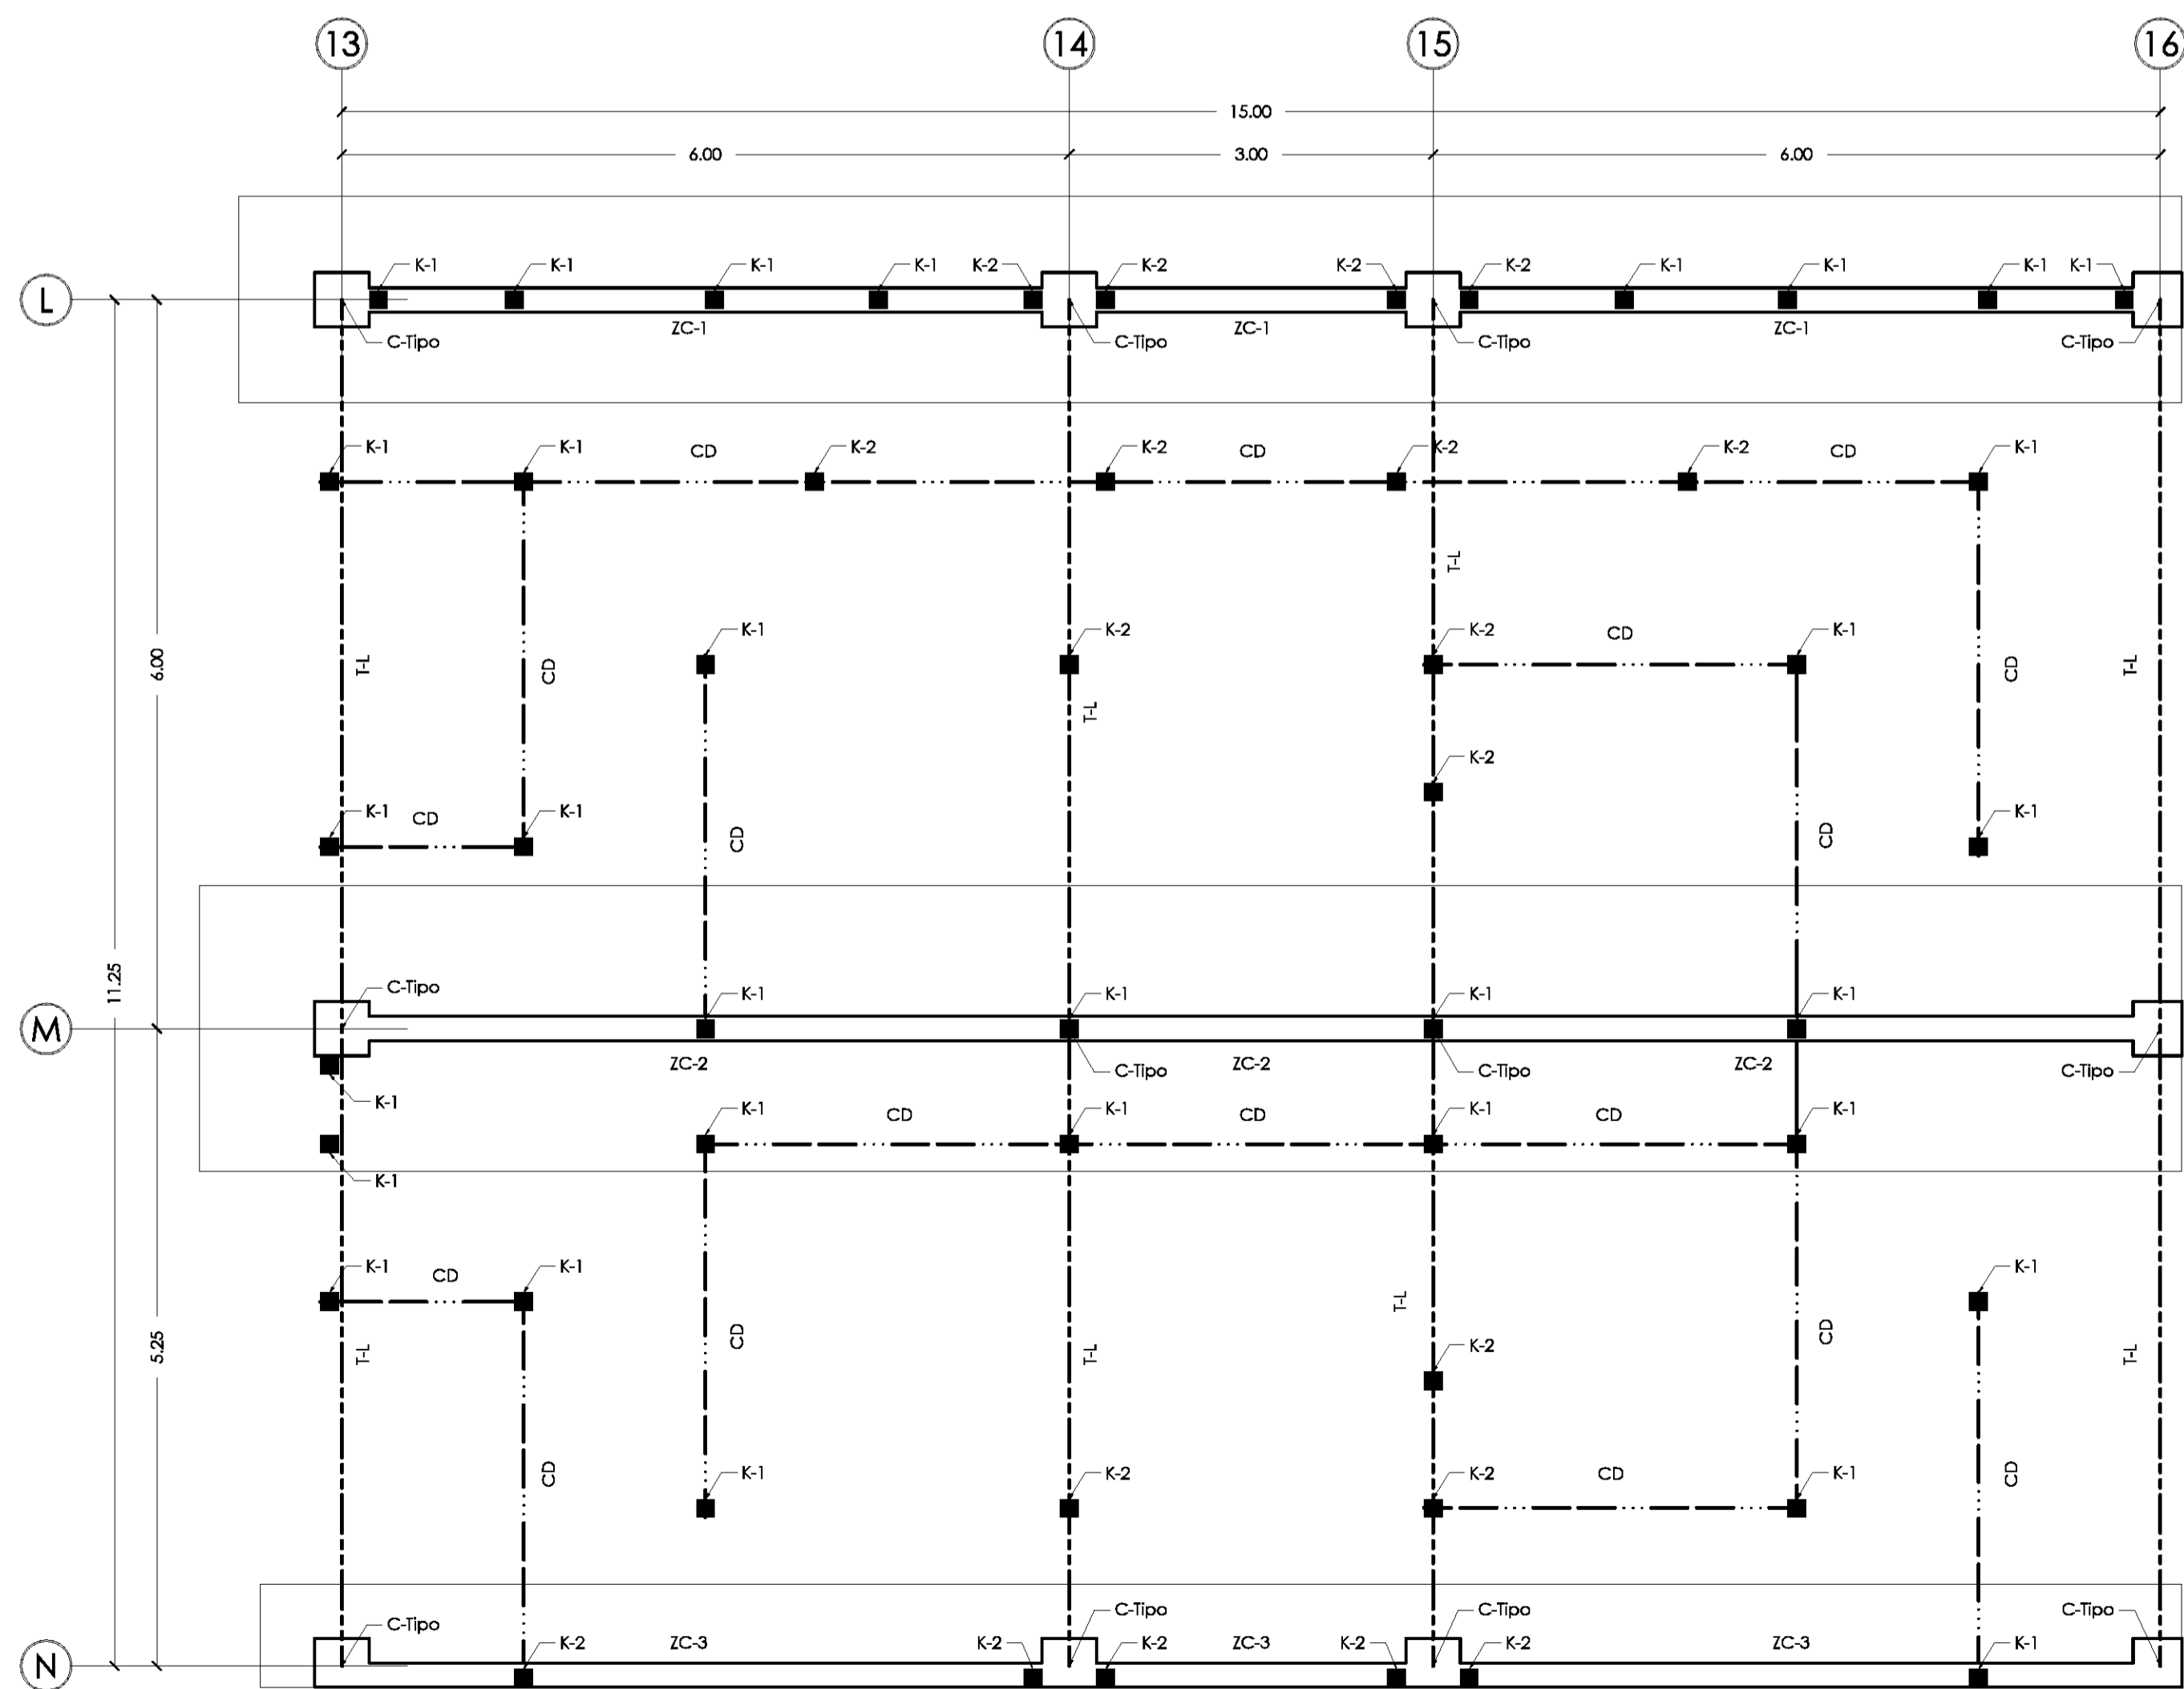 13 14 15 16
15.00
6.00 3.00 6.00
K-1 K-1 K-1 K-1 K-2 K-2 K-2 K-2 K-1 K-1 K-1 K-1
L
ZC-1 ZC-1 ZC-1
C-Tipo C-Tipo C-Tipo C-Tipo
K-1 K-1 CD K-2 K-2 CD K-2 K-2 CD K-1
T-L
K-1 K-2 K-2 CD K-1
6.00 T-L CD CD T-L
T-L
K-2
K-1 CD K-1 K-1
CD CD
11.25
C-Tipo K-1 K-1 K-1 K-1
M
ZC-2 ZC-2 ZC-2
C-Tipo C-Tipo C-Tipo
K-1
K-1 CD K-1 CD K-1 CD K-1
K-1
K-1 CD K-1 K-1
T-L
5.25 T-L CD T-L K-2 CD T-L
K-1 K-2 K-2 CD K-1
CD CD
C-Tipo C-Tipo C-Tipo C-Tipo
K-2 ZC-3 K-2 K-2 ZC-3 K-2 K-2 ZC-3 K-1
N